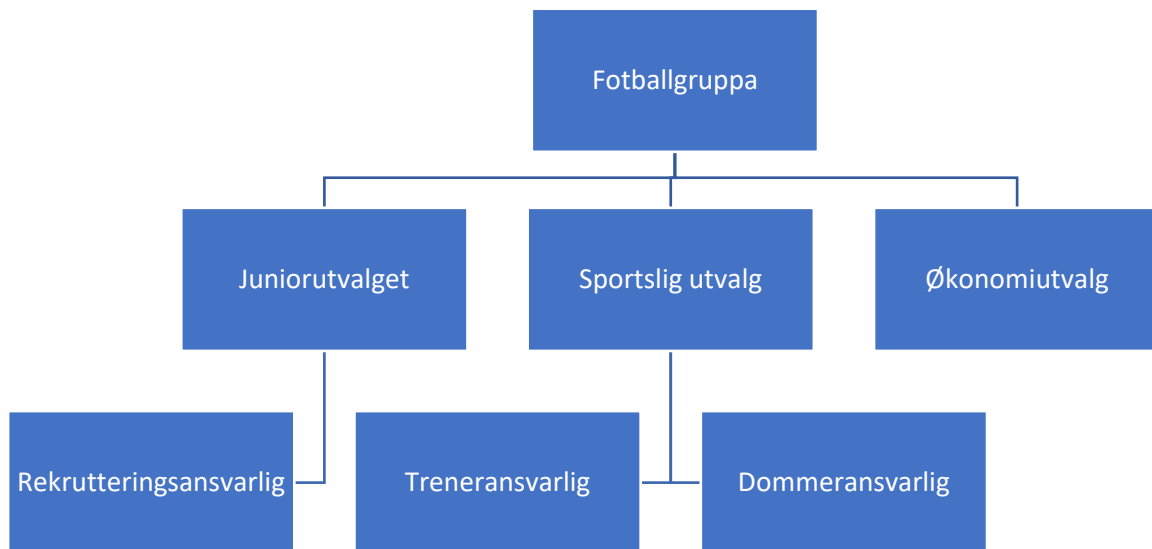 Fotballgruppa
Juniorutvalget
Sportslig utvalg
Økonomiutvalg
Rekrutteringsansvarlig
Treneransvarlig
Dommeransvarlig